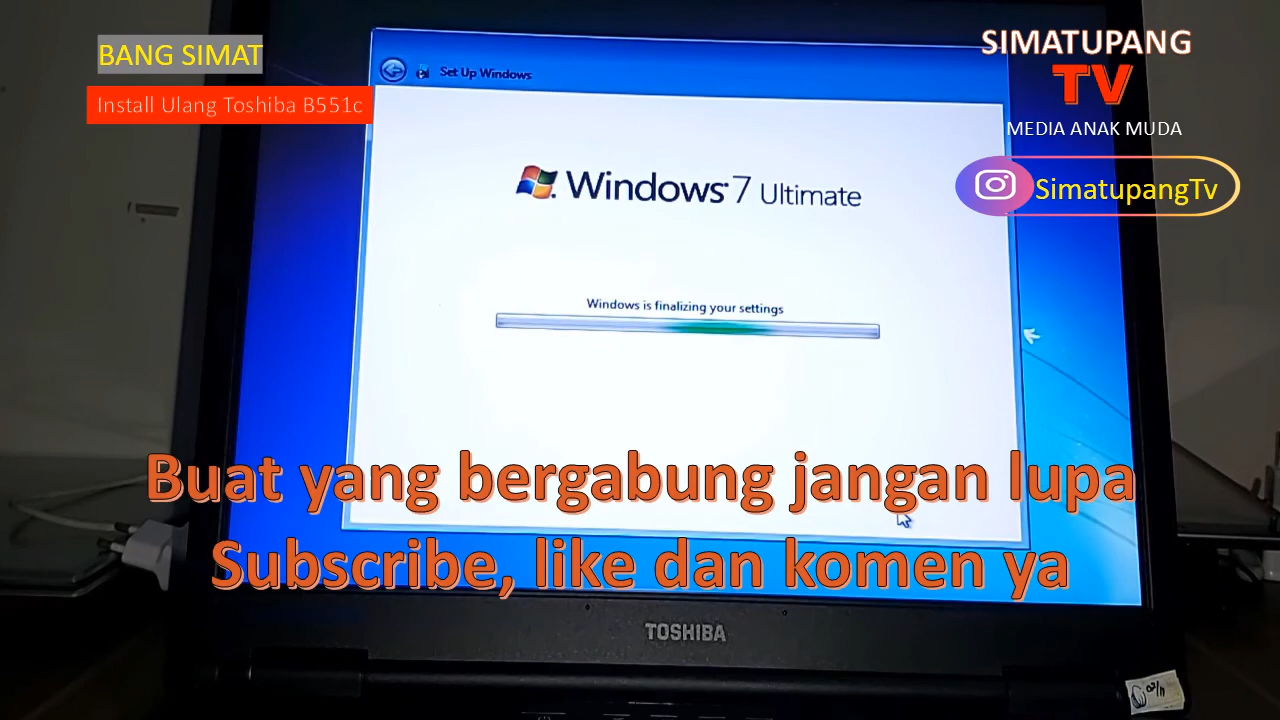 BANG SIMAT
Install Ulang Toshiba B551c
SIMATUPANG
TV
MEDIA ANAK MUDA
SimatupangTv
Set Up Windows
Windows 7 Ultimate
Windows is finalizing your settings
Buat yang bergabung jangan lupa
Subscribe, like dan komen ya
TOSHIBA